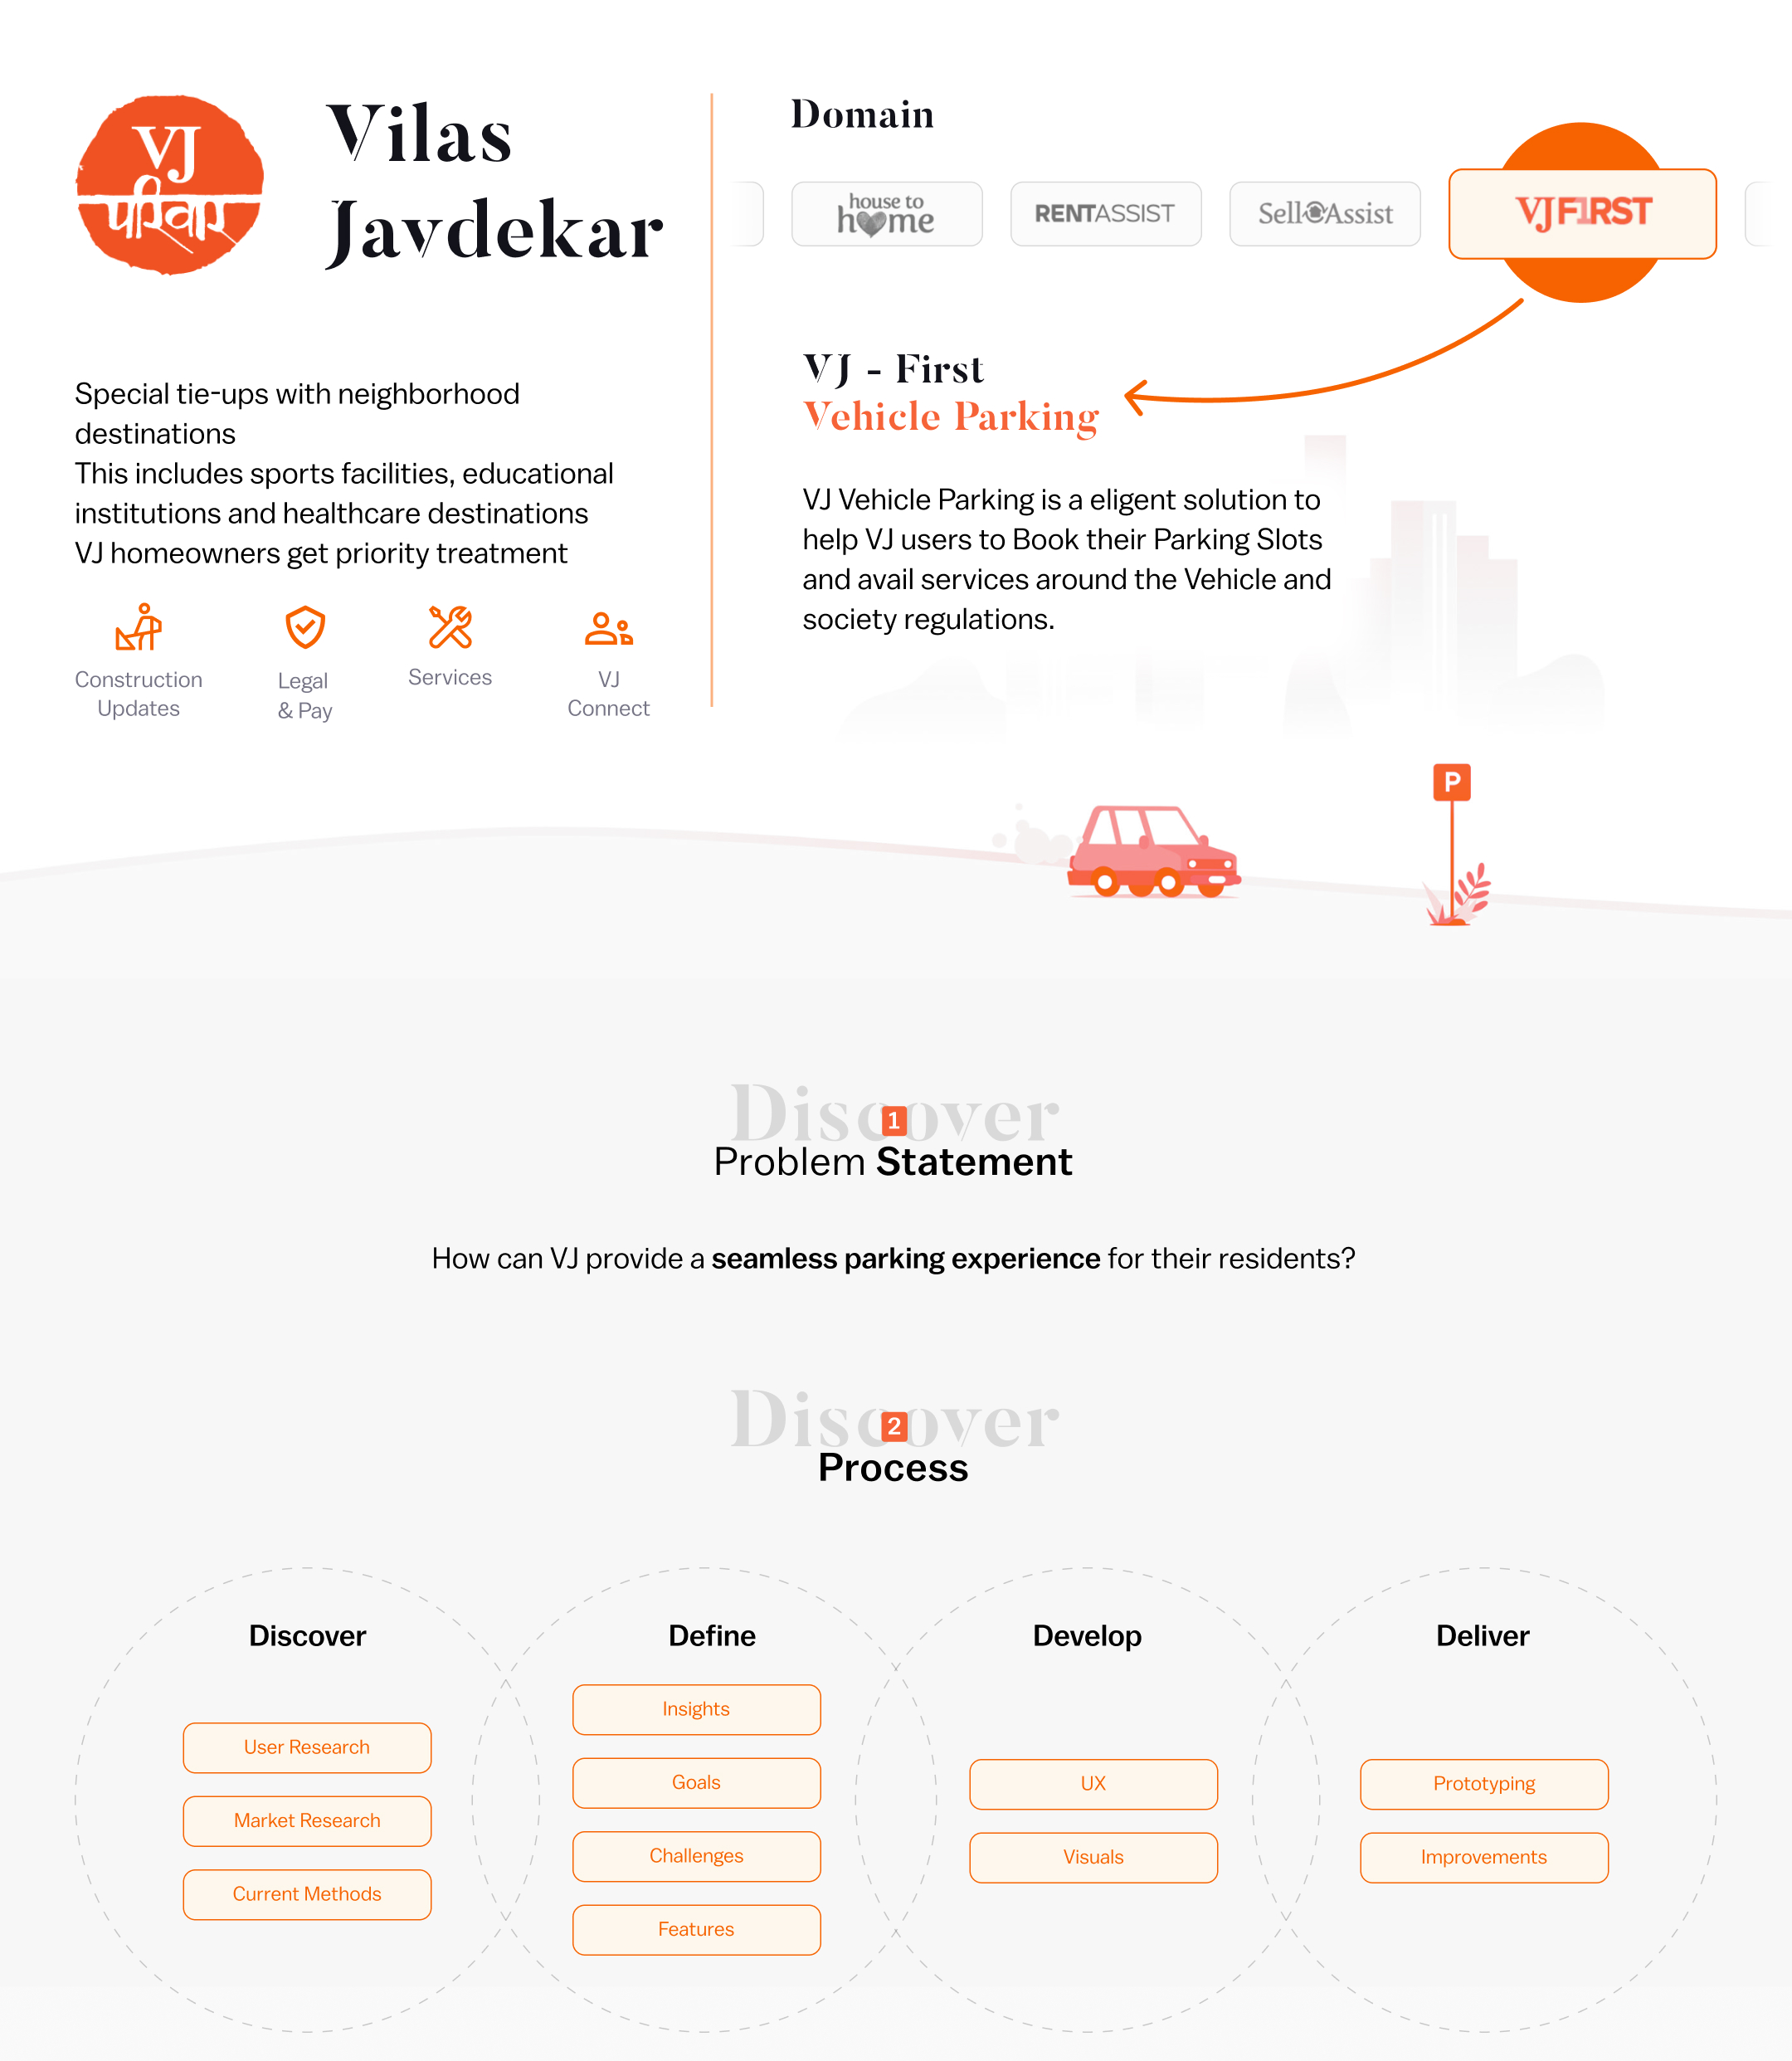 VJ
परिवार
Vilas
Javdekar
Special tie-ups with neighborhood
destinations
This includes sports facilities, educational
institutions and healthcare destinations
VJ homeowners get priority treatment
Construction
Updates
Legal
& Pay
Services
VJ
Connect
Domain
house to
home
RENTASSIST
Sell Assist
VJ F1RST
VJ - First
Vehicle Parking
VJ Vehicle Parking is a eligent solution to
help VJ users to Book their Parking Slots
and avail services around the Vehicle and
society regulations.
P
Discover
1
Problem Statement
How can VJ provide a seamless parking experience for their residents?
Discover
2
Process
Discover
User Research
Market Research
Current Methods
Define
Insights
Goals
Challenges
Features
Develop
UX
Visuals
Deliver
Prototyping
Improvements